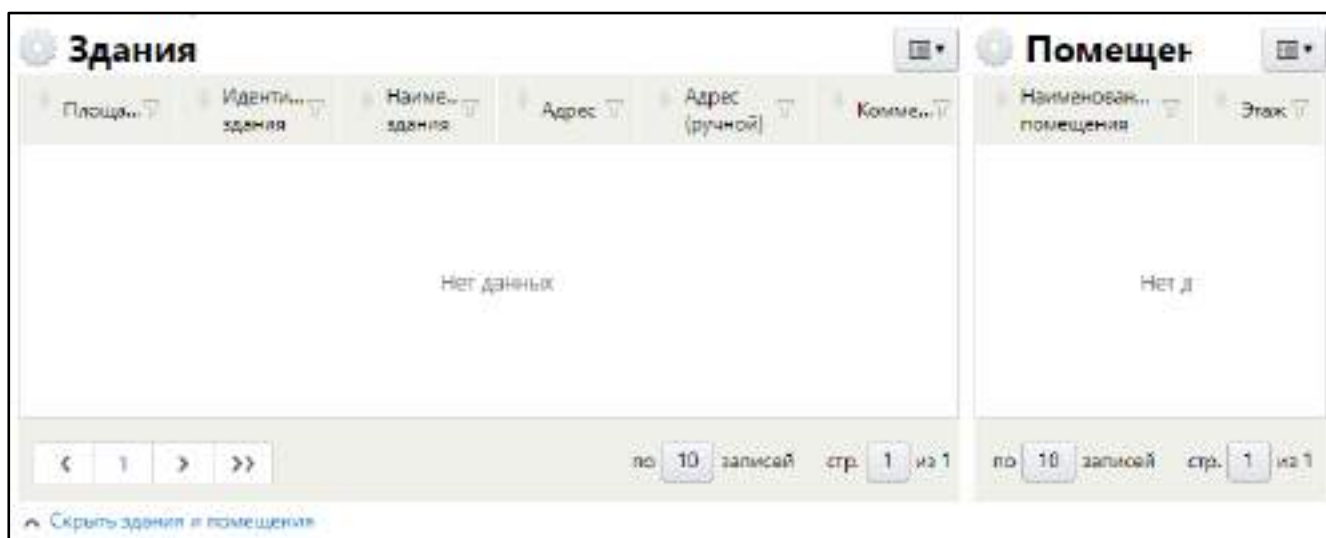 Здания
Помещен
Площа...
Иденти...
здания
Наиме...
здания
Адрес
Адрес
(ручной)
Комме...
Наименован...
помещения
Этаж
Нет данных
Нет д
< 1 > >>
по 10 записей стр. 1 из 1
по 10 записей стр. 1 из 1
Скрыть здания и помещения